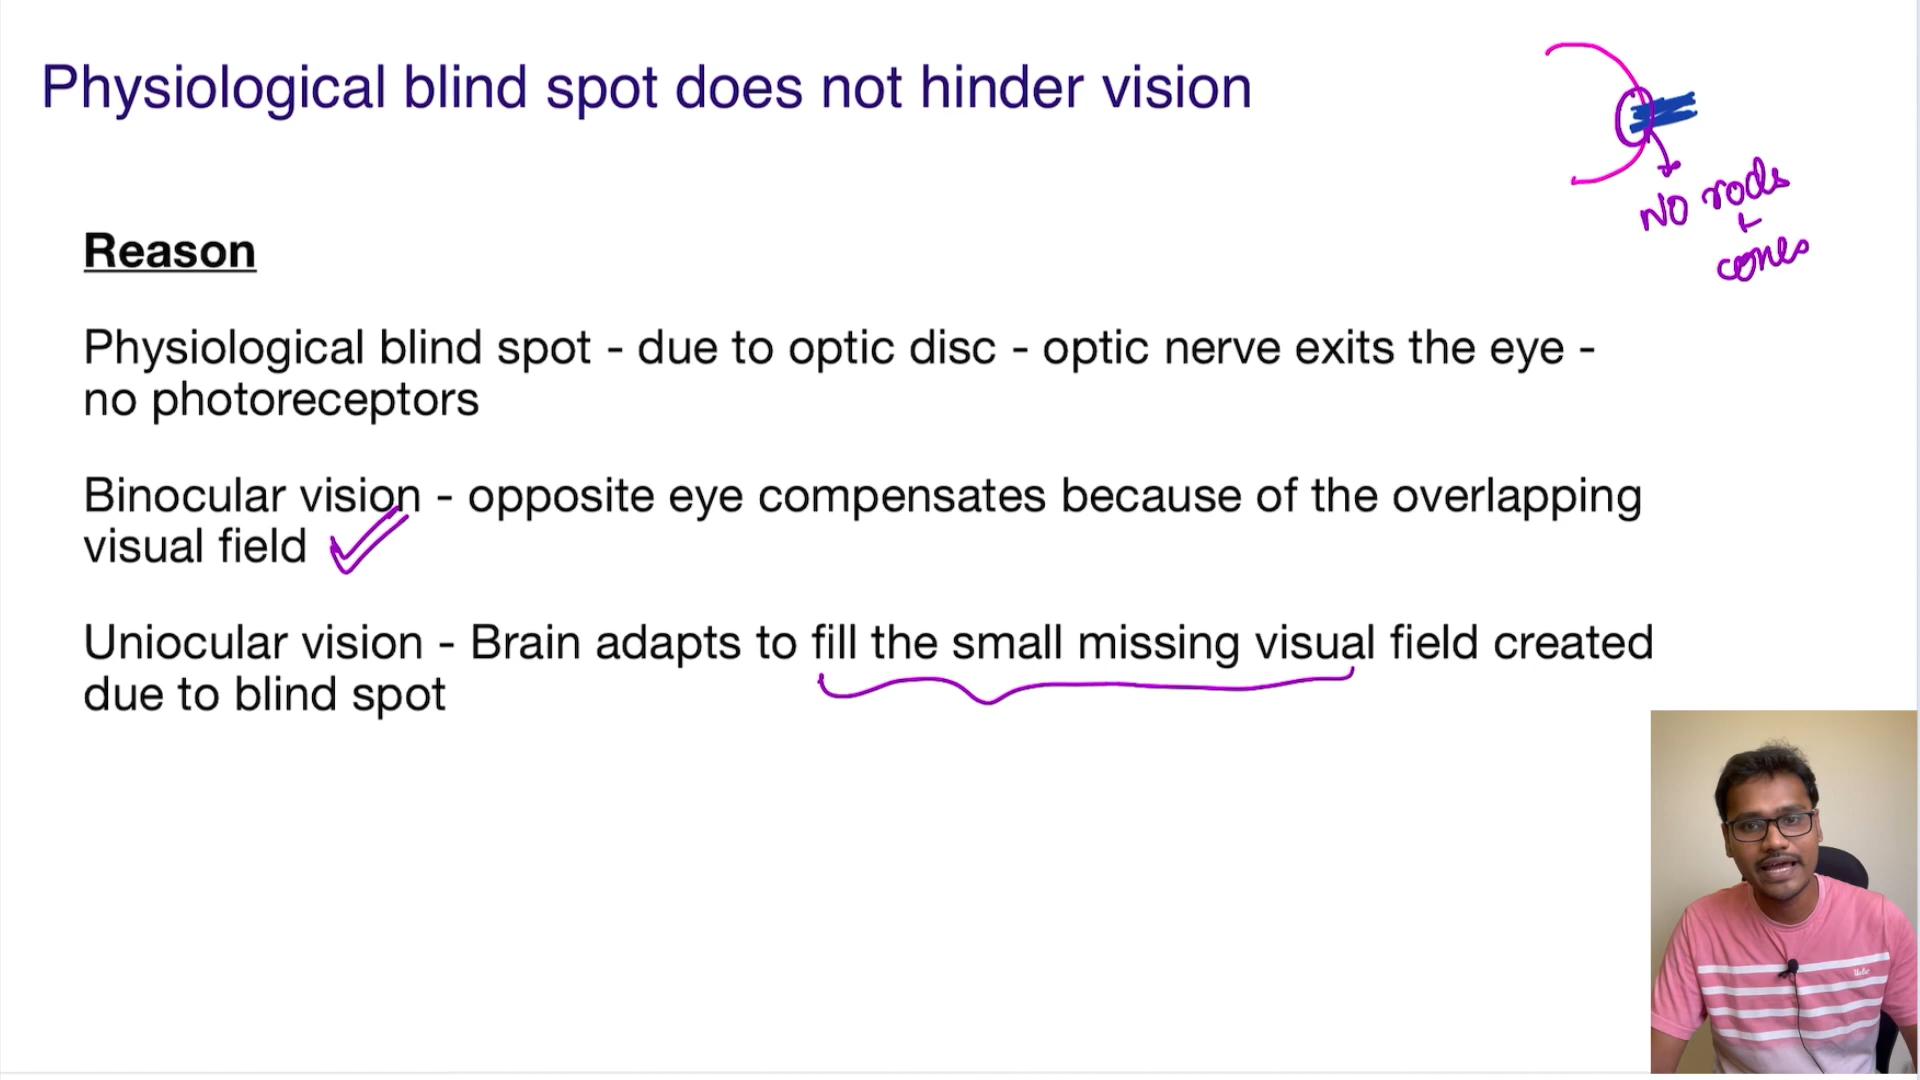 Physiological blind spot does not hinder vision
NO rods
+
cones
Reason
Physiological blind spot - due to optic disc - optic nerve exits the eye -
no photoreceptors
Binocular vision - opposite eye compensates because of the overlapping
visual field
Uniocular vision - Brain adapts to fill the small missing visual field created
due to blind spot